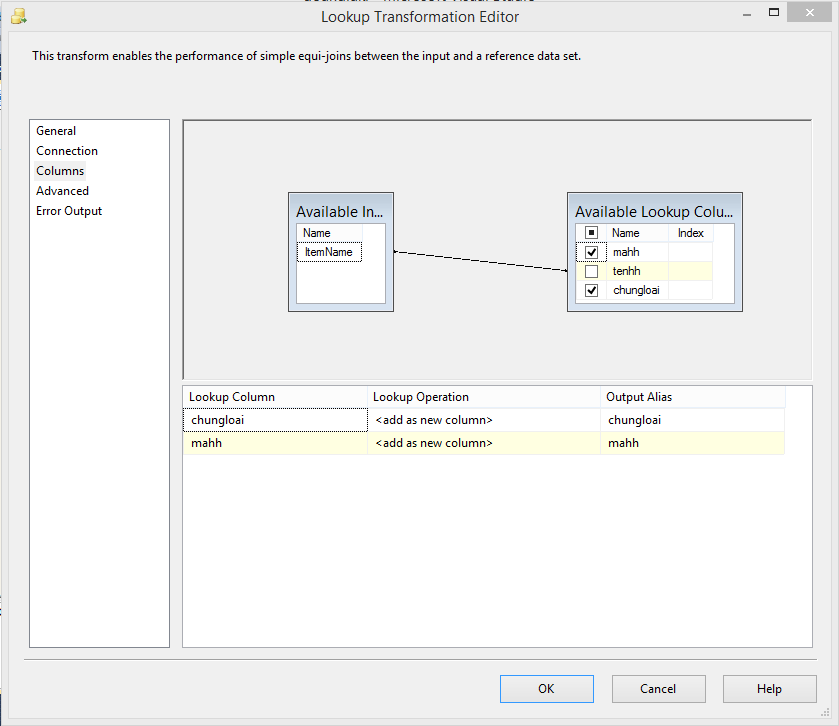 Lookup Transformation Editor
This transform enables the performance of simple equi-joins between the input and a reference data set.
General
Connection
Columns
Advanced
Error Output
Available In...
Name
ItemName
Available Lookup Colu...
Name Index
mahh
tenhh
chungloai
Lookup Column Lookup Operation Output Alias
chungloai <add as new column> chungloai
mahh <add as new column> mahh
OK Cancel Help